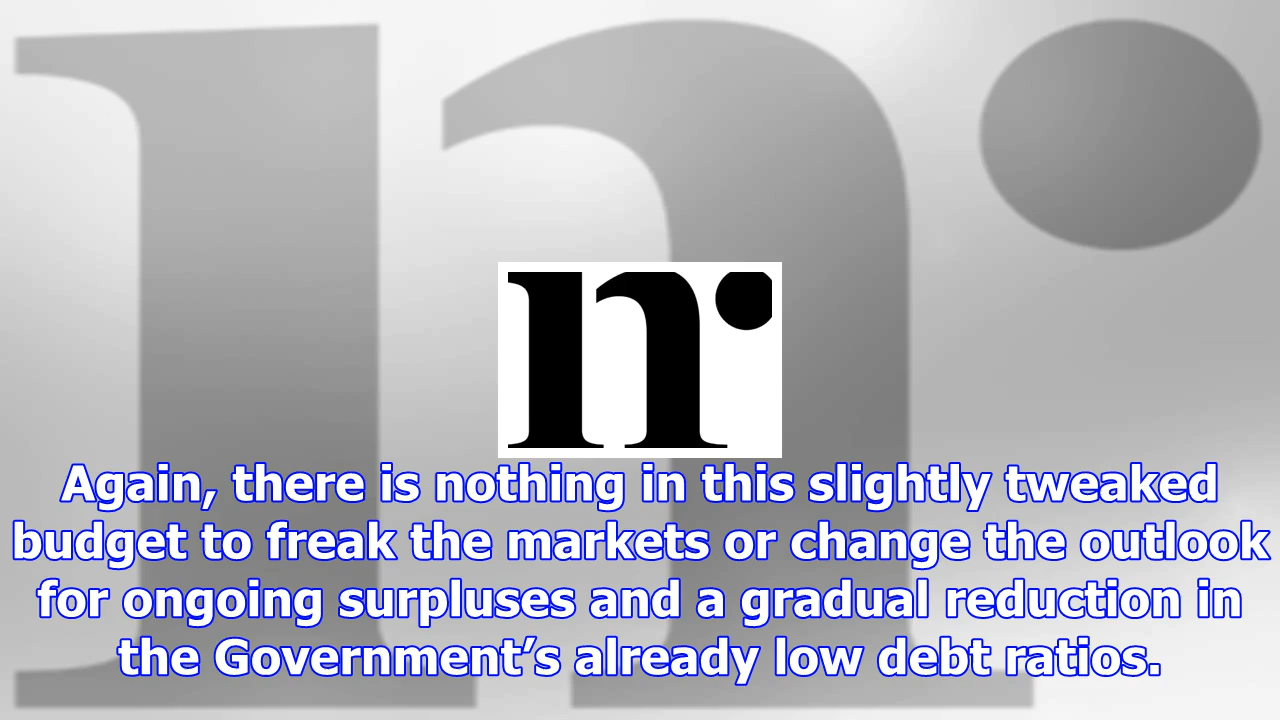 n.
Again, there is nothing in this slightly tweaked
budget to freak the markets or change the outlook
for ongoing surpluses and a gradual reduction in
the Government’s already low debt ratios.